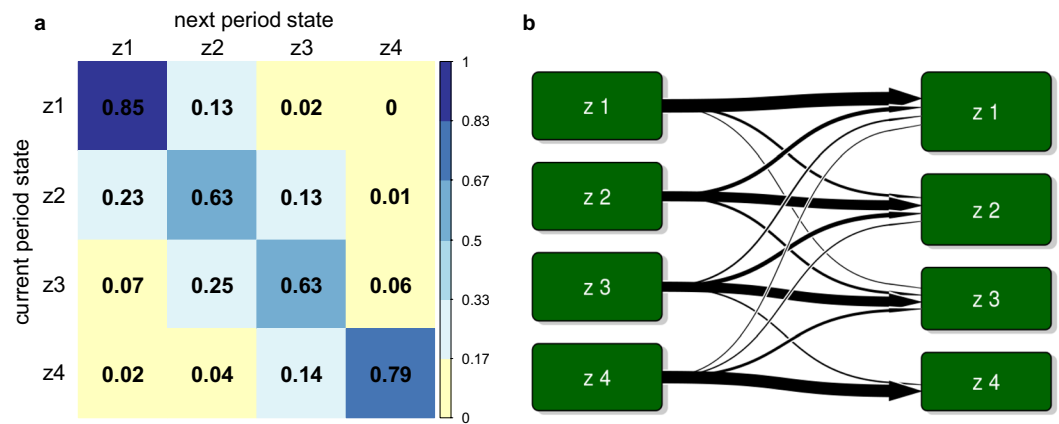 a
next period state
z1 z2 z3 z4
current period state
z1 0.85 0.13 0.02 0
z2 0.23 0.63 0.13 0.01
z3 0.07 0.25 0.63 0.06
z4 0.02 0.04 0.14 0.79
1
0.83
0.67
0.5
0.33
0.17
0
b
z 1 z 1
z 2 z 2
z 3 z 3
z 4 z 4